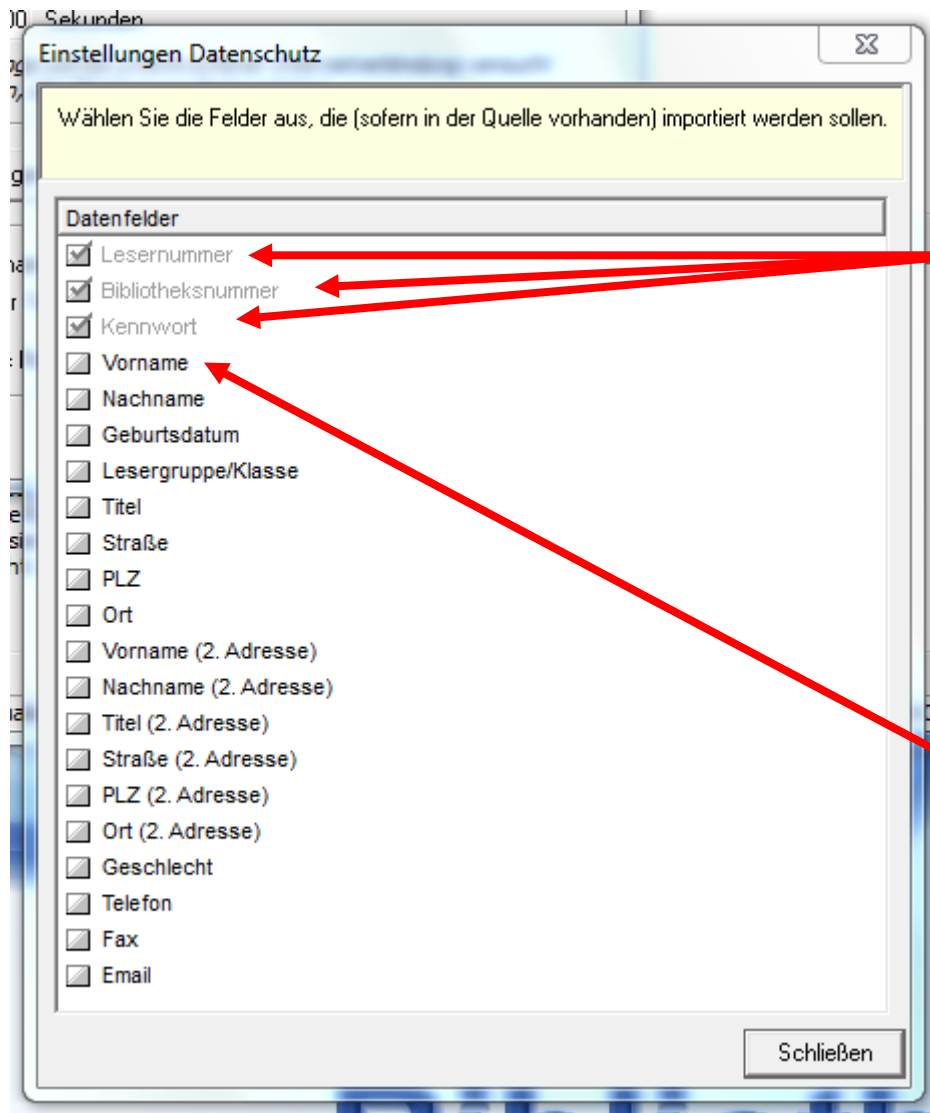 00 Sekunden
Einstellungen Datenschutz
Wählen Sie die Felder aus, die (sofern in der Quelle vorhanden) importiert werden sollen.
Datenfelder
Lesernummer
Bibliotheksnummer
Kennwort
Vorname
Nachname
Geburtsdatum
Lesergruppe/Klasse
Titel
Straße
PLZ
Ort
Vorname (2. Adresse)
Nachname (2. Adresse)
Titel (2. Adresse)
Straße (2. Adresse)
PLZ (2. Adresse)
Ort (2. Adresse)
Geschlecht
Telefon
Fax
Email
Schließen